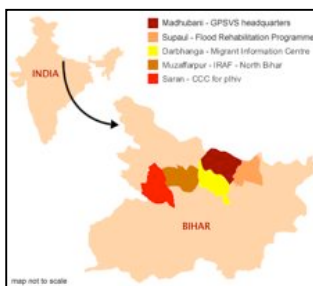 Madhubani - GPSVS headquarters
Supaul - Flood Rehabilitation Programme
Darbhanga - Migrant Information Centre
Muzaffarpur - IRAF - North Bihar
Saran - CCC for plhiv
INDIA
BIHAR
map not to scale